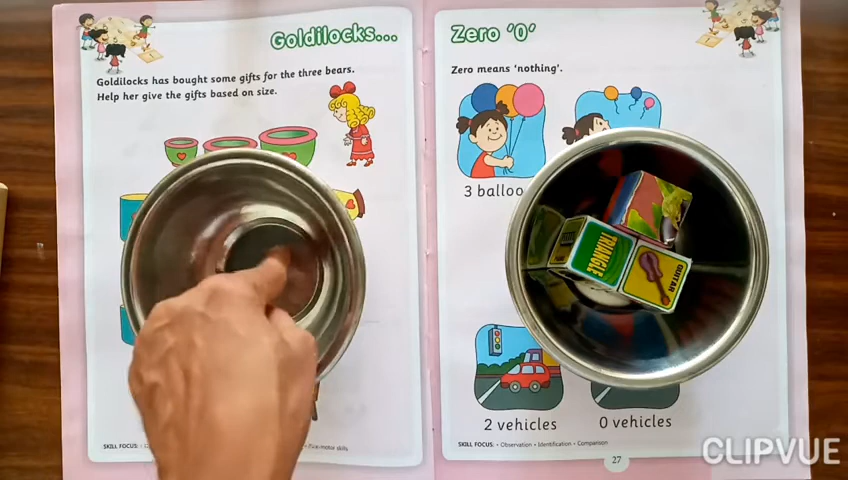 Goldilocks...
Goldilocks has bought some gifts for the three bears.
Help her give the gifts based on size.
SKILL FOCUS:
skills
Zero '0'
Zero means 'nothing'.
3 balloo
TRIANGLE
GUITAR
2 vehicles
0 vehicles
SKILL FOCUS: • Observation • Identification • Comparison
27
CLIPVUE